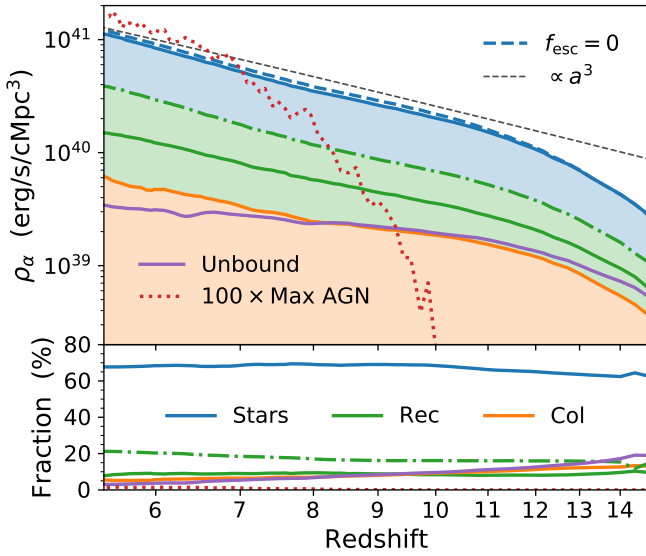 10^41
10^40
10^39
ρ_α (erg/s/cMpc^3)
f_esc = 0
∝ a^3
Unbound
100 × Max AGN
80
60
40
20
0
Fraction (%)
Stars
Rec
Col
6
7
8
9
10
11
12
13
14
Redshift